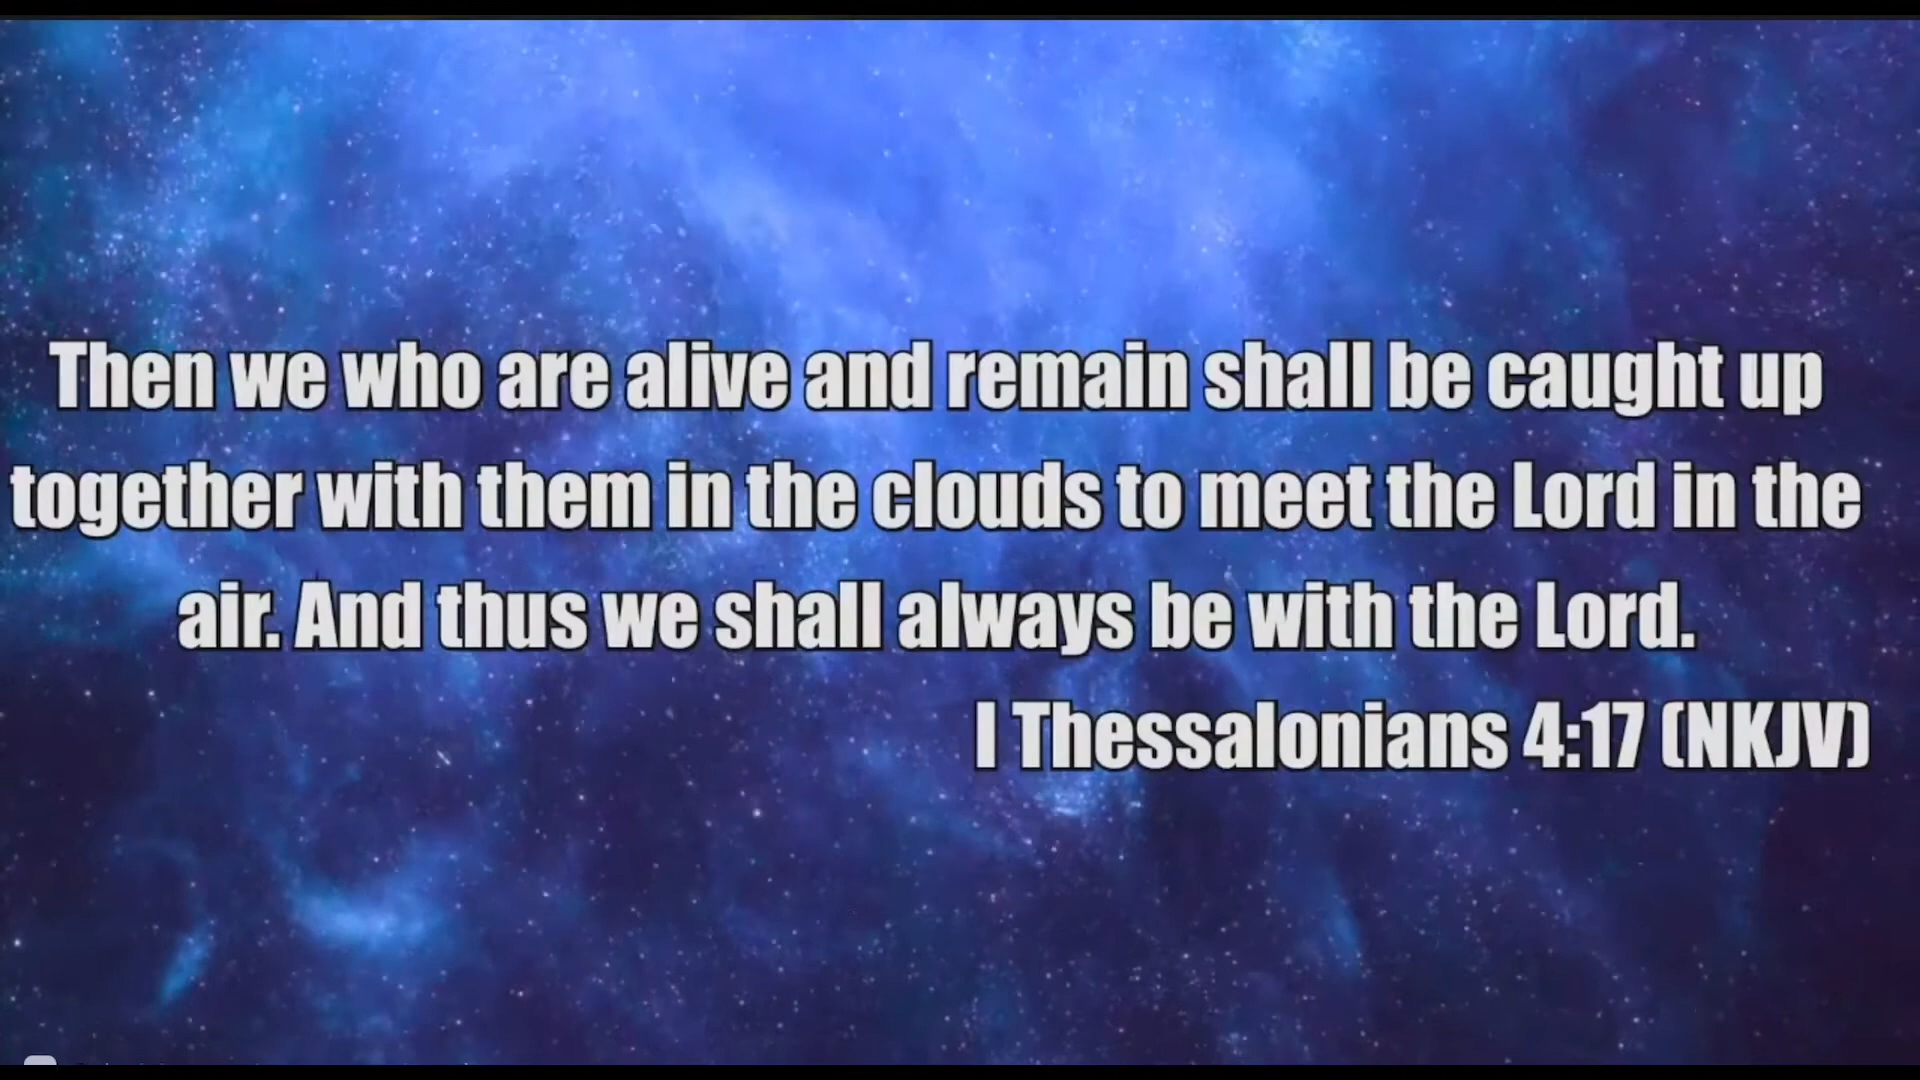 Then we who are alive and remain shall be caught up
together with them in the clouds to meet the Lord in the
air. And thus we shall always be with the Lord.
I Thessalonians 4:17 (NKJV)